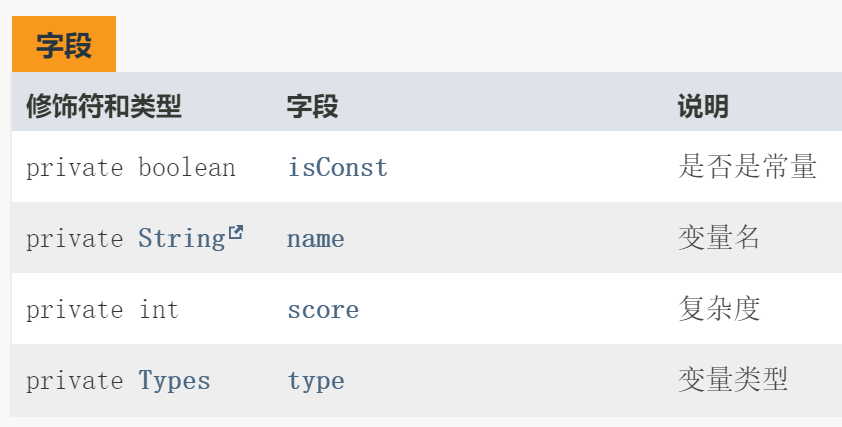 字段
修饰符和类型 字段 说明
private boolean isConst 是否是常量
private String name 变量名
private int score 复杂度
private Types type 变量类型